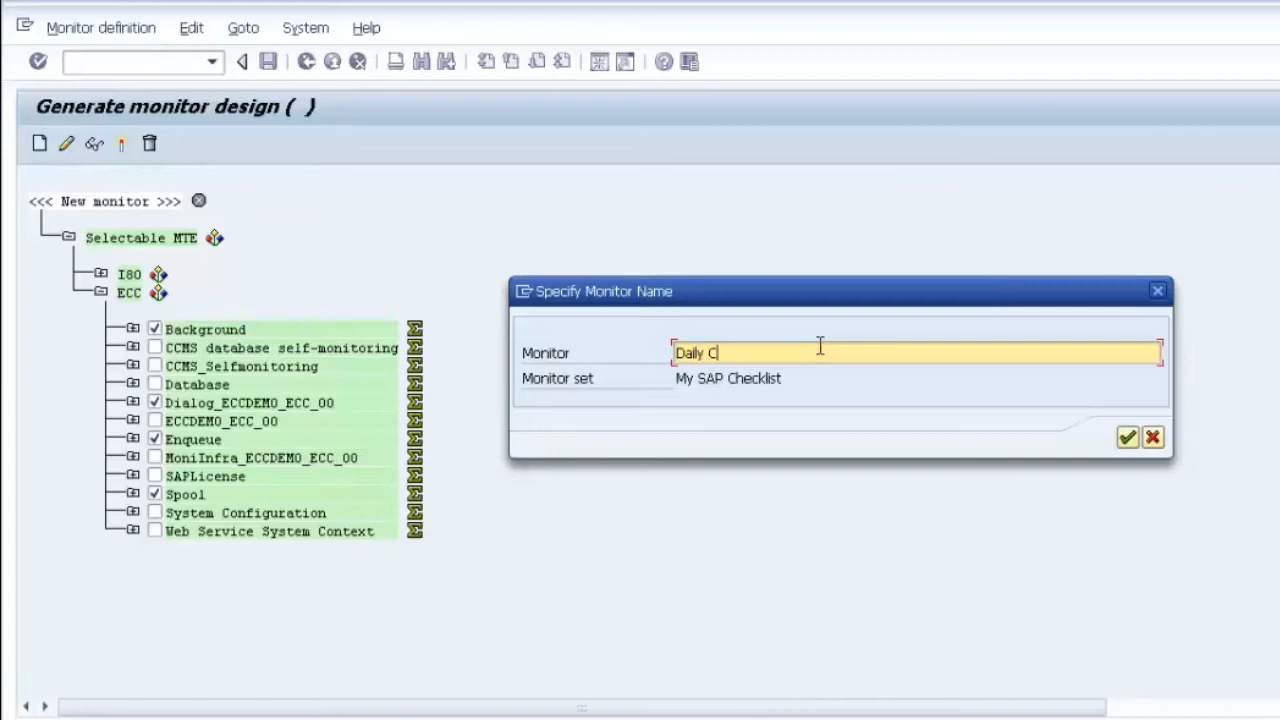 Monitor definition Edit Goto System Help
Generate monitor design ( )
<<< New monitor >>>
Selectable MTE
I80
ECC
Background
CCMS database self-monitoring
CCMS_Selfmonitoring
Database
Dialog_ECCDEMO_ECC_00
ECCDEMO_ECC_00
Enqueue
MoniInfra_ECCDEMO_ECC_00
SAPLicense
Spool
System Configuration
Web Service System Context
Specify Monitor Name
Monitor Daily C
Monitor set My SAP Checklist